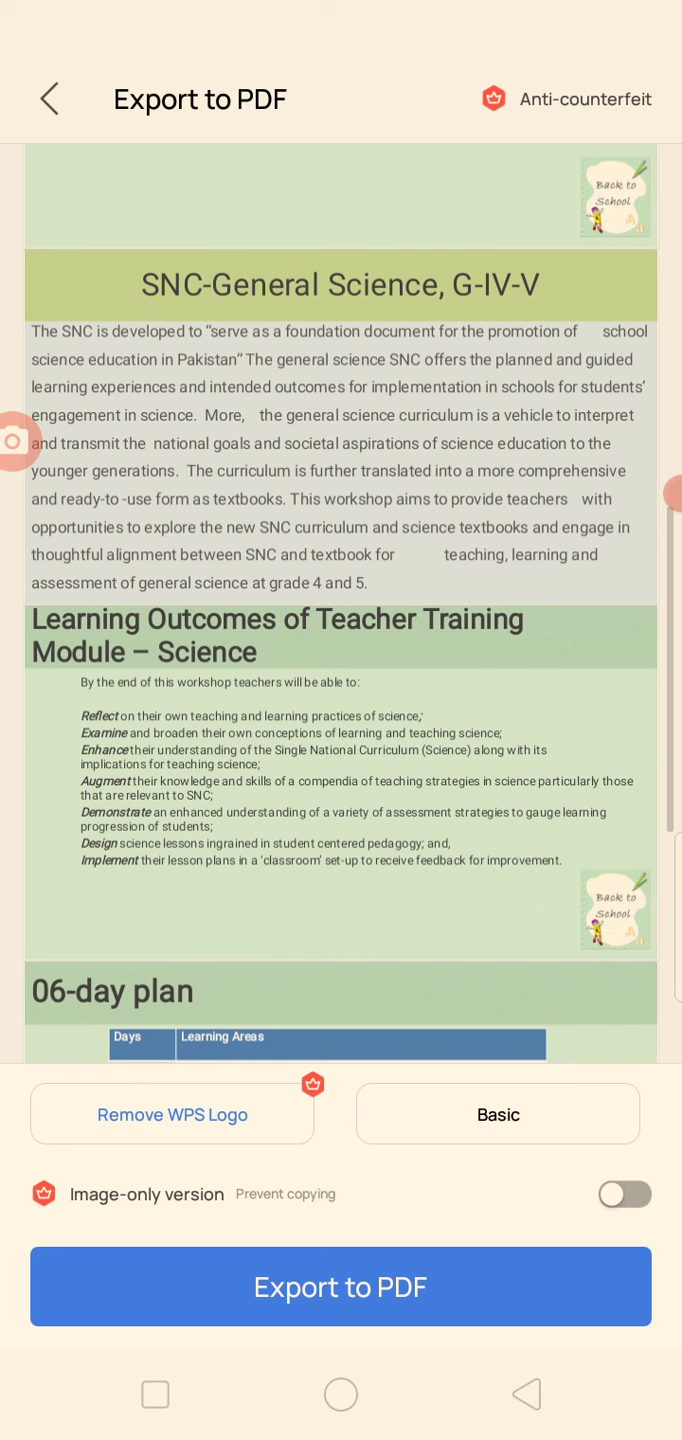 Export to PDF
Anti-counterfeit
Back to
School
SNC-General Science, G-IV-V
The SNC is developed to “serve as a foundation document for the promotion of school
science education in Pakistan” The general science SNC offers the planned and guided
learning experiences and intended outcomes for implementation in schools for students’
engagement in science. More, the general science curriculum is a vehicle to interpret
and transmit the national goals and societal aspirations of science education to the
younger generations. The curriculum is further translated into a more comprehensive
and ready-to -use form as textbooks. This workshop aims to provide teachers with
opportunities to explore the new SNC curriculum and science textbooks and engage in
thoughtful alignment between SNC and textbook for teaching, learning and
assessment of general science at grade 4 and 5.
Learning Outcomes of Teacher Training
Module – Science
By the end of this workshop teachers will be able to:
Reflect on their own teaching and learning practices of science;
Examine and broaden their own conceptions of learning and teaching science;
Enhance their understanding of the Single National Curriculum (Science) along with its
implications for teaching science;
Augment their knowledge and skills of a compendia of teaching strategies in science particularly those
that are relevant to SNC;
Demonstrate an enhanced understanding of a variety of assessment strategies to gauge learning
progression of students;
Design science lessons ingrained in student centered pedagogy; and,
Implement their lesson plans in a ‘classroom’ set-up to receive feedback for improvement.
Back to
School
06-day plan
Days Learning Areas
Remove WPS Logo
Basic
Image-only version Prevent copying
Export to PDF